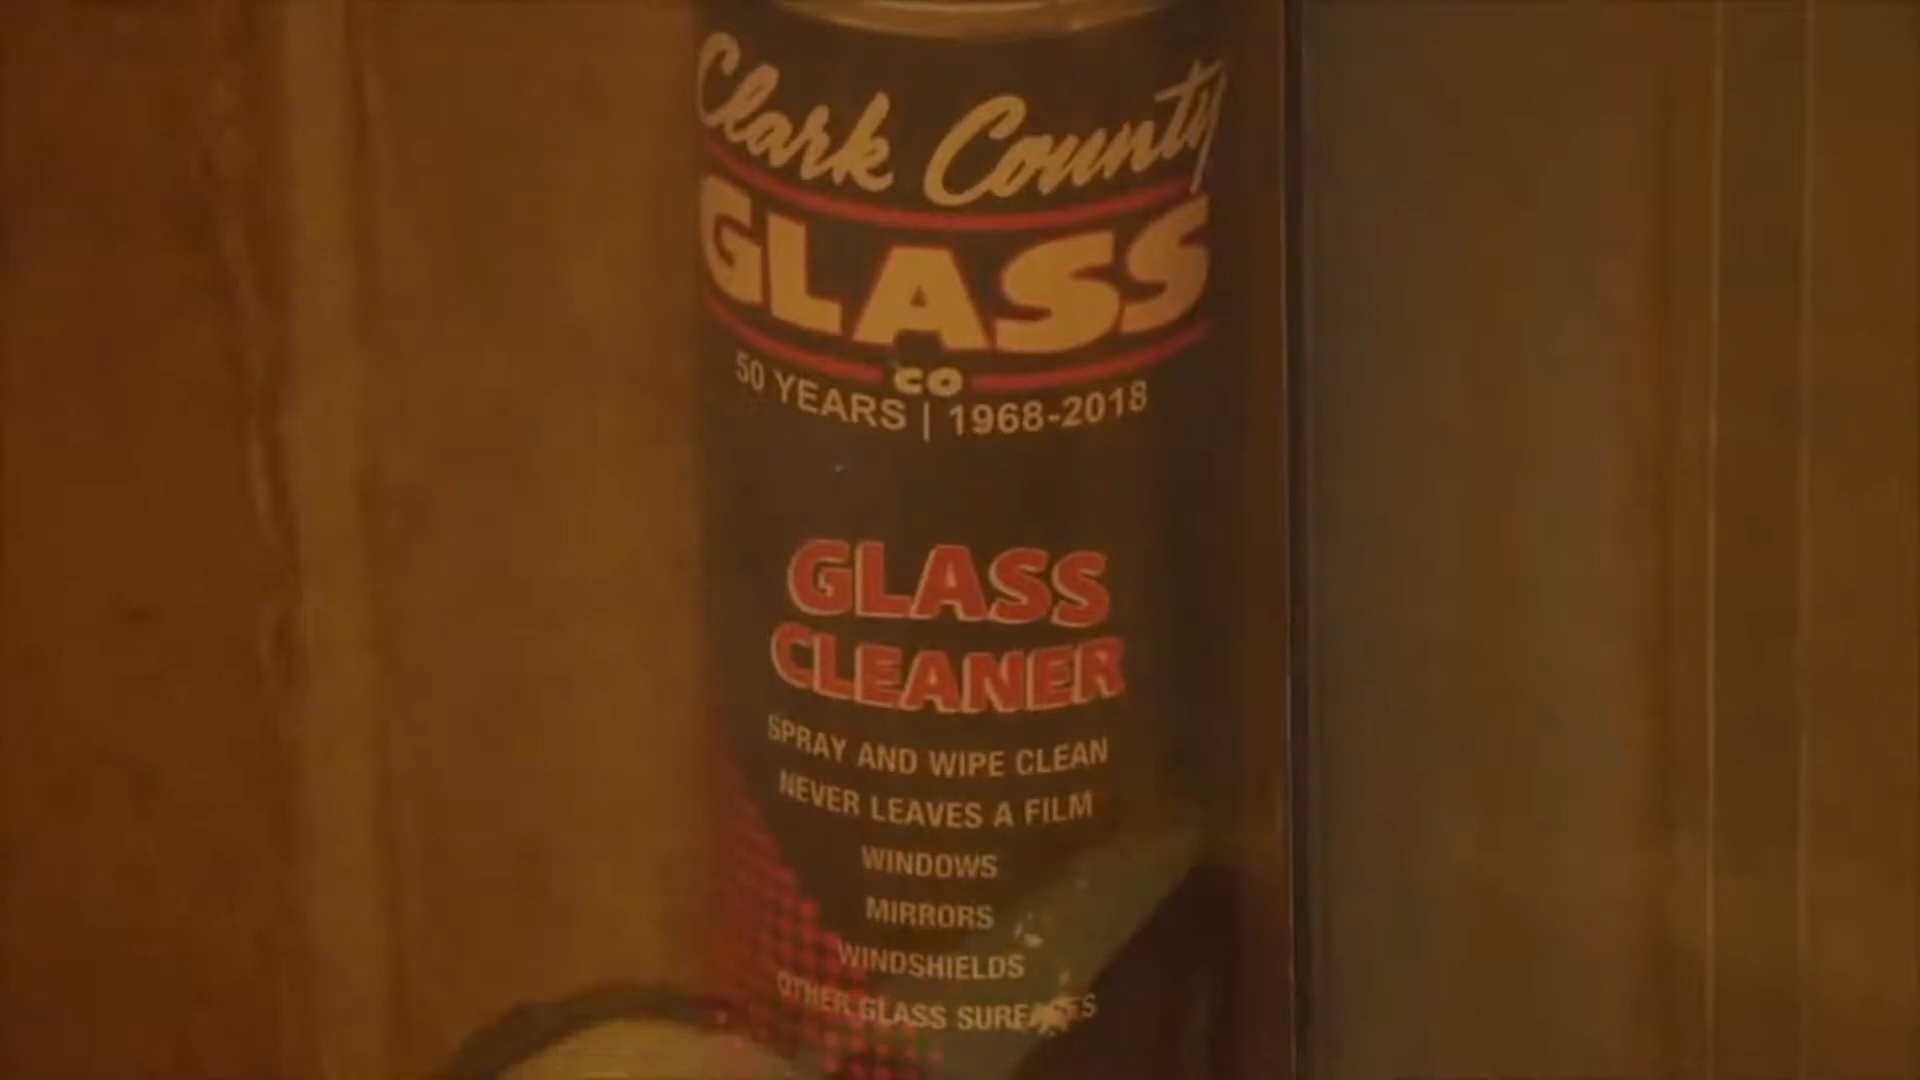 Clark County
GLASS
CO
50 YEARS | 1968-2018
GLASS
CLEANER
SPRAY AND WIPE CLEAN
NEVER LEAVES A FILM
WINDOWS
MIRRORS
WINDSHIELDS
OTHER GLASS SURFACES